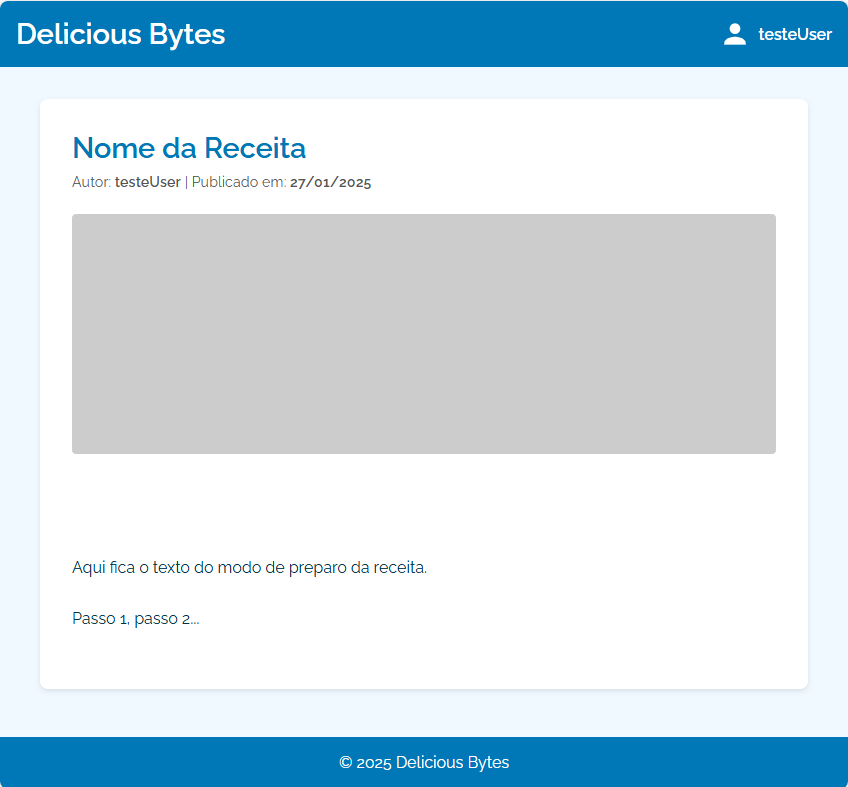 Delicious Bytes
testeUser
Nome da Receita
Autor: testeUser | Publicado em: 27/01/2025
Aqui fica o texto do modo de preparo da receita.
Passo 1, passo 2...
© 2025 Delicious Bytes